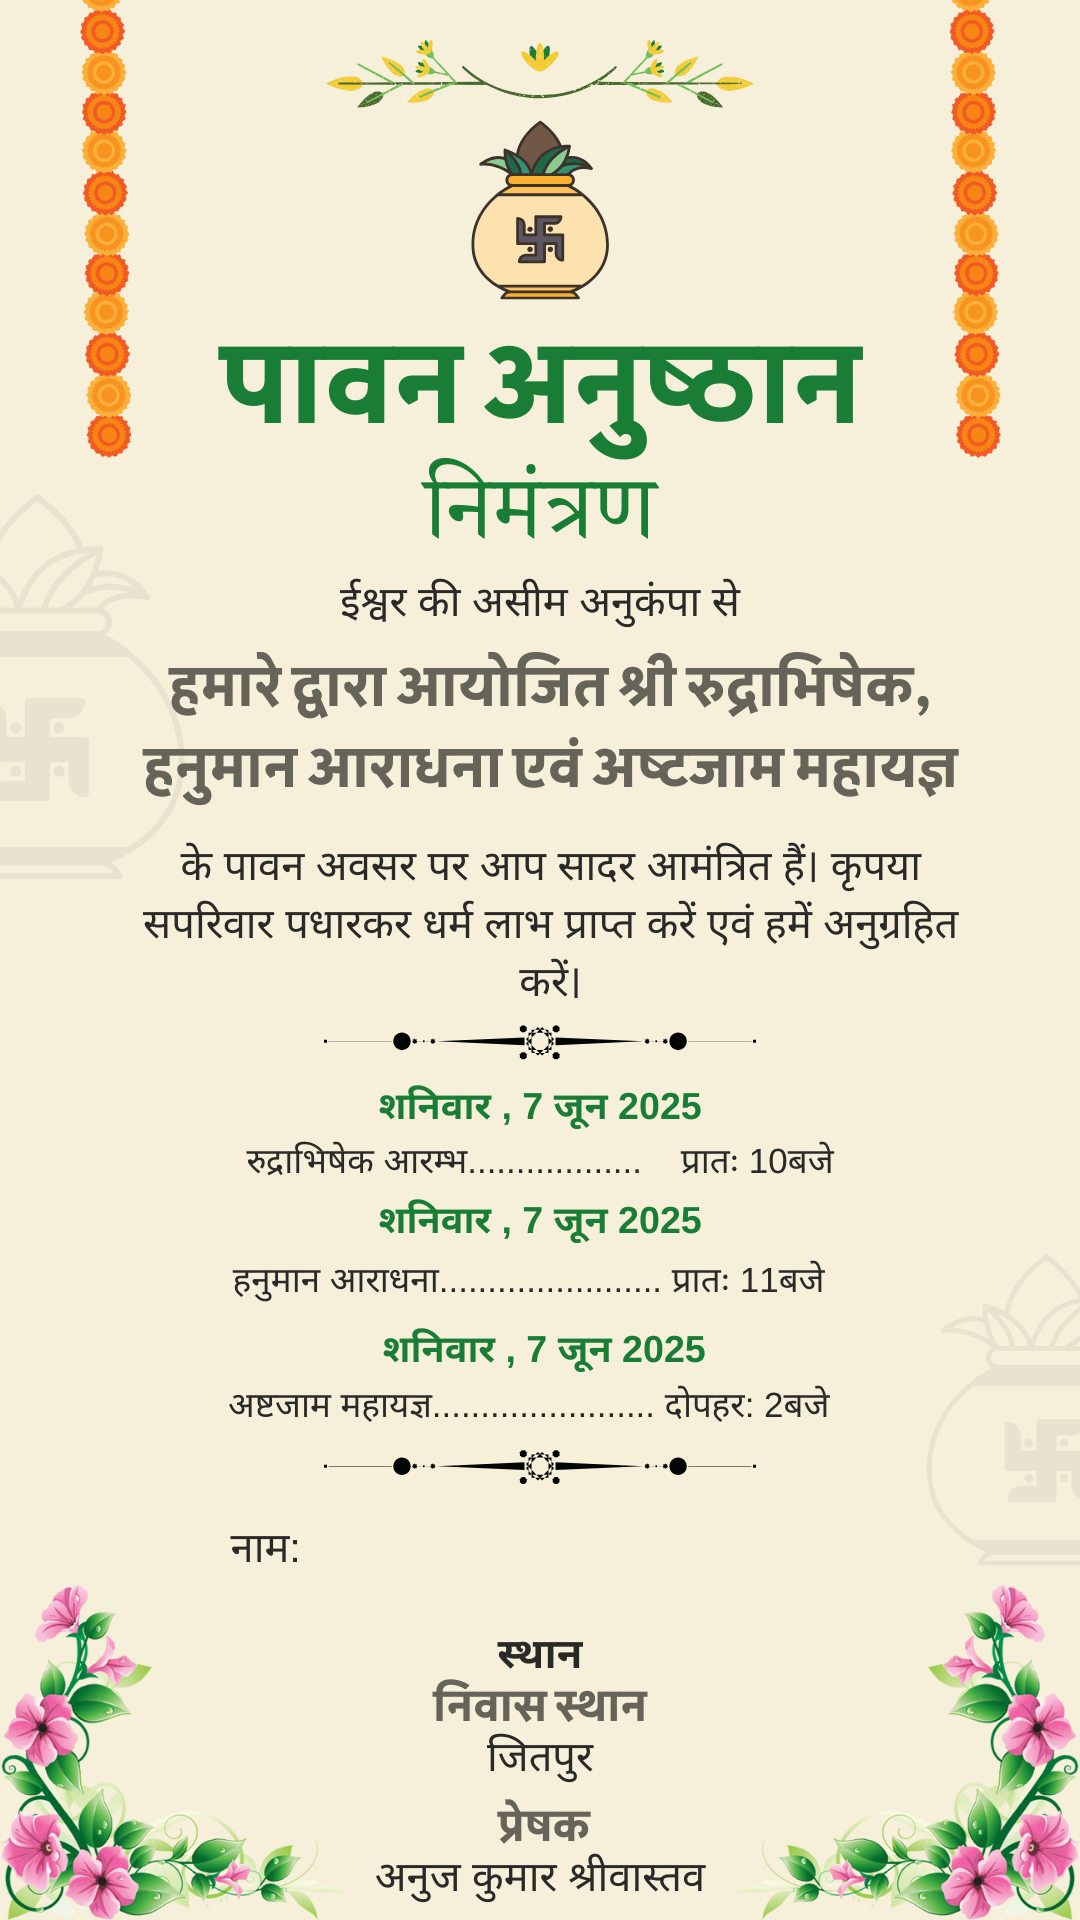 पावन अनुष्ठान
निमंत्रण
ईश्वर की असीम अनुकंपा से
हमारे द्वारा आयोजित श्री रुद्राभिषेक,
हनुमान आराधना एवं अष्टजाम महायज्ञ
के पावन अवसर पर आप सादर आमंत्रित हैं| कृपया
सपरिवार पधारकर धर्म लाभ प्राप्त करें एवं हमें अनुग्रहित
करें|
शनिवार , 7 जून 2025
रुद्राभिषेक आरम्भ.................. प्रातः 10बजे
शनिवार , 7 जून 2025
हनुमान आराधना....................... प्रातः 11बजे
शनिवार , 7 जून 2025
अष्टजाम महायज्ञ....................... दोपहर: 2बजे
नाम:
स्थान
निवास स्थान
जितपुर
प्रेषक
अनुज कुमार श्रीवास्तव